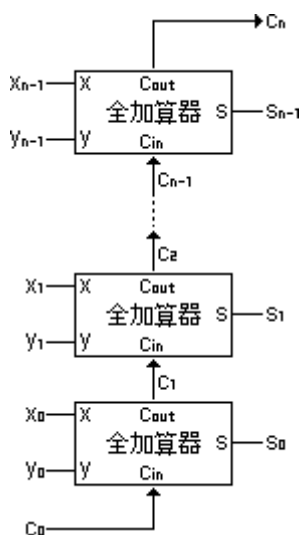 Cn
Xn-1 X Cout
全加算器 S Sn-1
yn-1 y Cin
Cn-1
C2
X1 X Cout
全加算器 S S1
y1 y Cin
C1
X0 X Cout
全加算器 S S0
y0 y Cin
C0